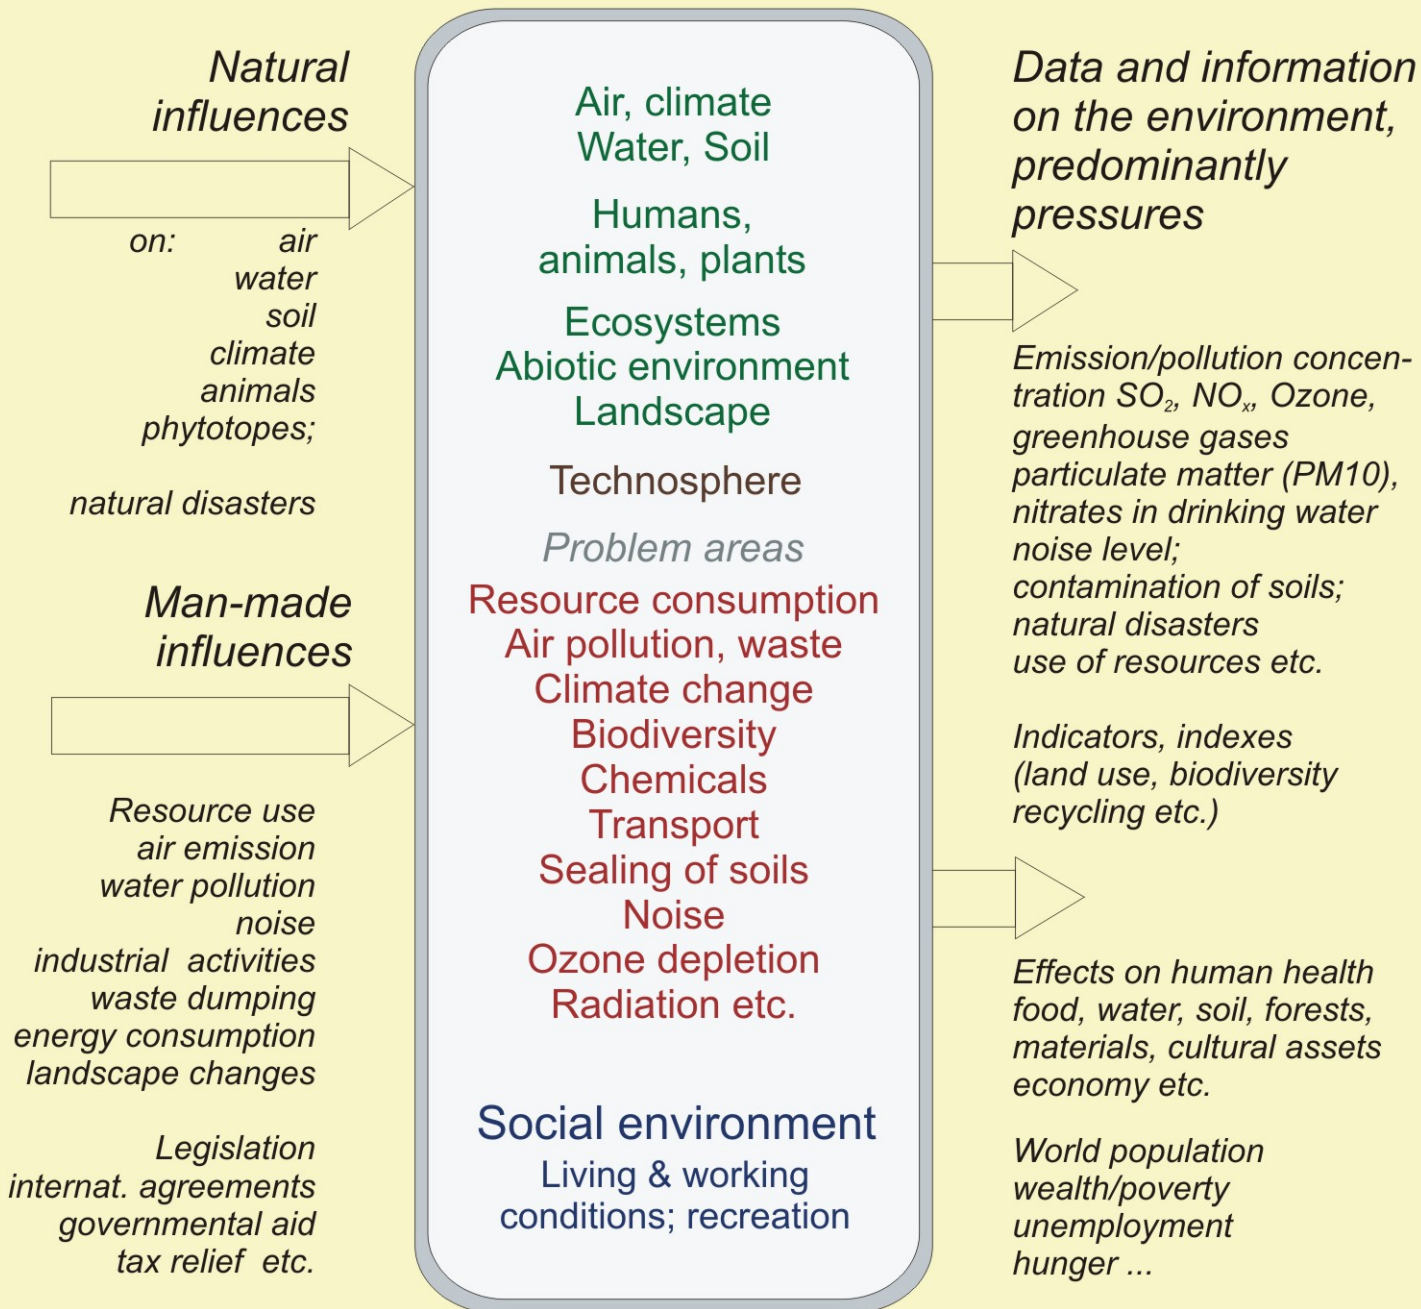 Natural
influences
on: air
water
soil
climate
animals
phytotopes;
natural disasters
Man-made
influences
Resource use
air emission
water pollution
noise
industrial activities
waste dumping
energy consumption
landscape changes
Legislation
internat. agreements
governmental aid
tax relief etc.
Air, climate
Water, Soil
Humans,
animals, plants
Ecosystems
Abiotic environment
Landscape
Technosphere
Problem areas
Resource consumption
Air pollution, waste
Climate change
Biodiversity
Chemicals
Transport
Sealing of soils
Noise
Ozone depletion
Radiation etc.
Social environment
Living & working
conditions; recreation
Data and information
on the environment,
predominantly
pressures
Emission/pollution concen-
tration SO₂, NOₓ, Ozone,
greenhouse gases
particulate matter (PM10),
nitrates in drinking water
noise level;
contamination of soils;
natural disasters
use of resources etc.
Indicators, indexes
(land use, biodiversity
recycling etc.)
Effects on human health
food, water, soil, forests,
materials, cultural assets
economy etc.
World population
wealth/poverty
unemployment
hunger ...